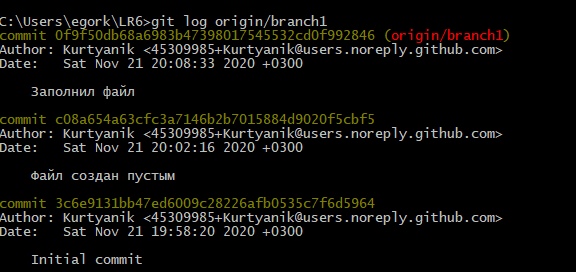 C:\Users\egork\LR6>git log origin/branch1
commit 0f9f50db68a6983b47398017545532cd0f992846 (origin/branch1)
Author: Kurtyanik <45309985+Kurtyanik@users.noreply.github.com>
Date:   Sat Nov 21 20:08:33 2020 +0300
Заполнил файл
commit c08a654a63cfc3a7146b2b7015884d9020f5cbf5
Author: Kurtyanik <45309985+Kurtyanik@users.noreply.github.com>
Date:   Sat Nov 21 20:02:16 2020 +0300
Файл создан пустым
commit 3c6e9131bb47ed6009c28226afb0535c7f6d5964
Author: Kurtyanik <45309985+Kurtyanik@users.noreply.github.com>
Date:   Sat Nov 21 19:58:20 2020 +0300
Initial commit